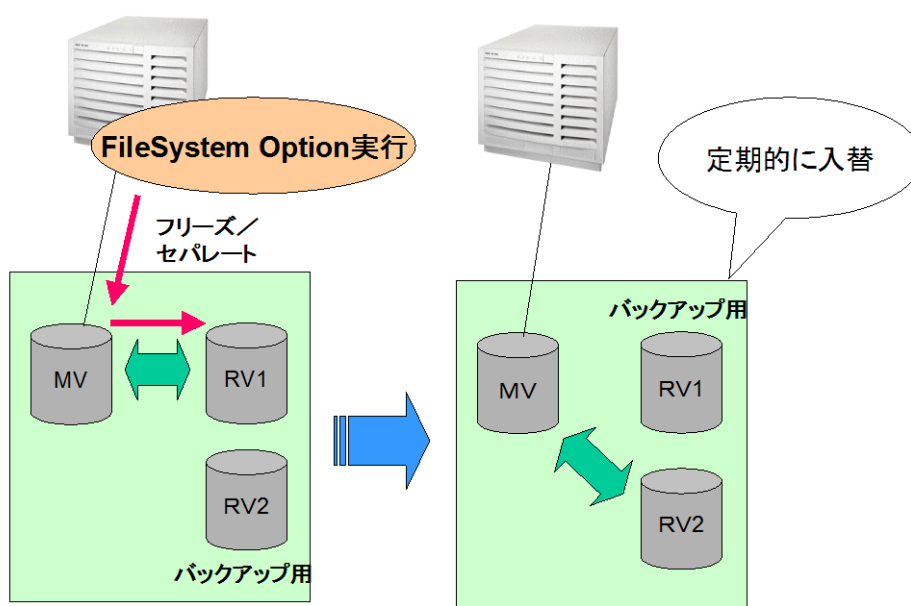 FileSystem Option実行
フリーズ／
セパレート
MV
RV1
RV2
バックアップ用
定期的に入替
バックアップ用
MV
RV1
RV2